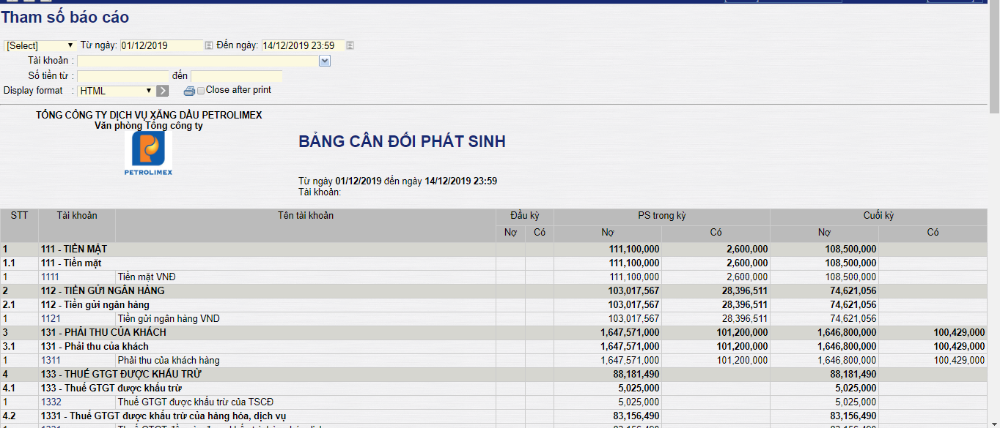 Tham số báo cáo
[Select] Từ ngày: 01/12/2019 Đến ngày: 14/12/2019 23:59
Tài khoản :
Số tiền từ : đến
Display format : HTML Close after print
TỔNG CÔNG TY DỊCH VỤ XĂNG DẦU PETROLIMEX
Văn phòng Tổng công ty
PETROLIMEX
BẢNG CÂN ĐỐI PHÁT SINH
Từ ngày 01/12/2019 đến ngày 14/12/2019 23:59
Tài khoản:
STT Tài khoản Tên tài khoản Đầu kỳ PS trong kỳ Cuối kỳ
Nợ Có Nợ Có Nợ Có
1 111 - TIỀN MẶT 111,100,000 2,600,000 108,500,000
1.1 111 - Tiền mặt 111,100,000 2,600,000 108,500,000
1 1111 Tiền mặt VNĐ 111,100,000 2,600,000 108,500,000
2 112 - TIỀN GỬI NGÂN HÀNG 103,017,567 28,396,511 74,621,056
2.1 112 - Tiền gửi ngân hàng 103,017,567 28,396,511 74,621,056
1 1121 Tiền gửi ngân hàng VND 103,017,567 28,396,511 74,621,056
3 131 - PHẢI THU CỦA KHÁCH 1,647,571,000 101,200,000 1,646,800,000 100,429,000
3.1 131 - Phải thu của khách 1,647,571,000 101,200,000 1,646,800,000 100,429,000
1 1311 Phải thu của khách hàng 1,647,571,000 101,200,000 1,646,800,000 100,429,000
4 133 - THUẾ GTGT ĐƯỢC KHẤU TRỪ 88,181,490 88,181,490
4.1 133 - Thuế GTGT được khấu trừ 5,025,000 5,025,000
1 1332 Thuế GTGT được khấu trừ của TSCĐ 5,025,000 5,025,000
4.2 1331 - Thuế GTGT được khấu trừ của hàng hóa, dịch vụ 83,156,490 83,156,490